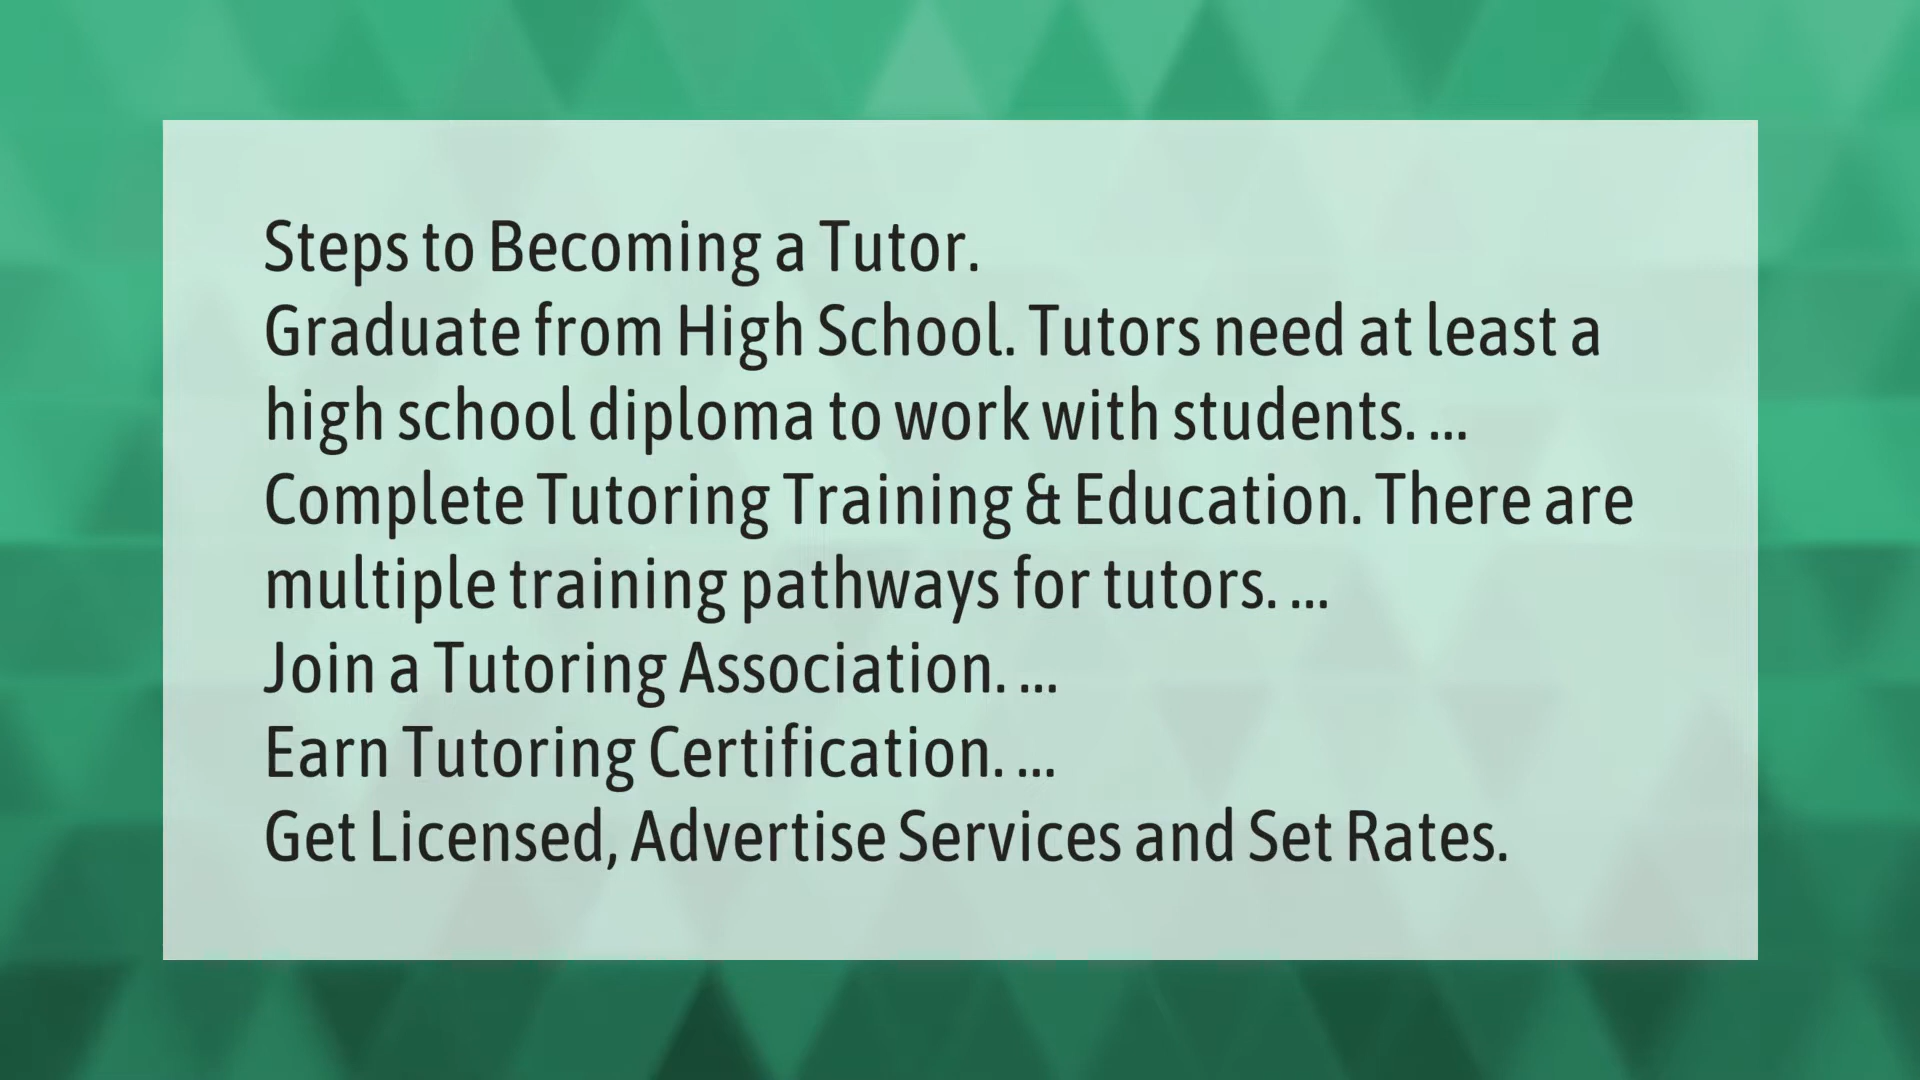 Steps to Becoming a Tutor.
Graduate from High School. Tutors need at least a
high school diploma to work with students. ...
Complete Tutoring Training & Education. There are
multiple training pathways for tutors. ...
Join a Tutoring Association. ...
Earn Tutoring Certification. ...
Get Licensed, Advertise Services and Set Rates.